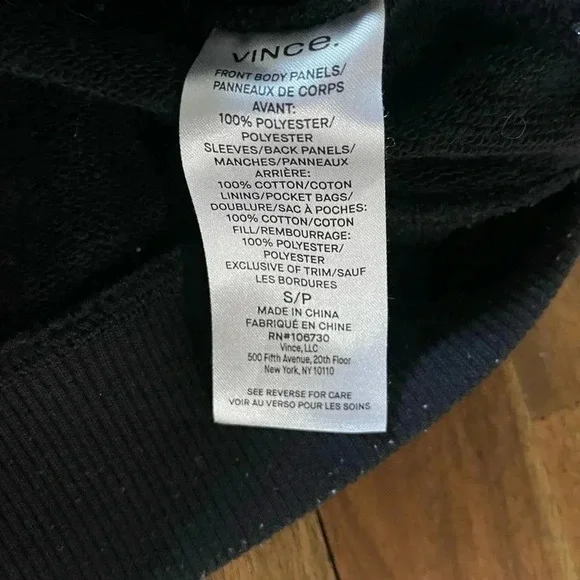 VINCe.
FRONT BODY PANELS/
PANNEAUX DE CORPS
AVANT:
100% POLYESTER/
POLYESTER
SLEEVES/BACK PANELS/
MANCHES/PANNEAUX
ARRIÈRE:
100% COTTON/COTON
LINING/POCKET BAGS/
DOUBLURE/SAC À POCHES:
100% COTTON/COTON
FILL/REMBOURRAGE:
100% POLYESTER/
POLYESTER
EXCLUSIVE OF TRIM/SAUF
LES BORDURES
S/P
MADE IN CHINA
FABRIQUÉ EN CHINE
RN#106730
Vince, LLC
500 Fifth Avenue, 20th Floor
New York, NY 10110
SEE REVERSE FOR CARE
VOIR AU VERSO POUR LES SOINS